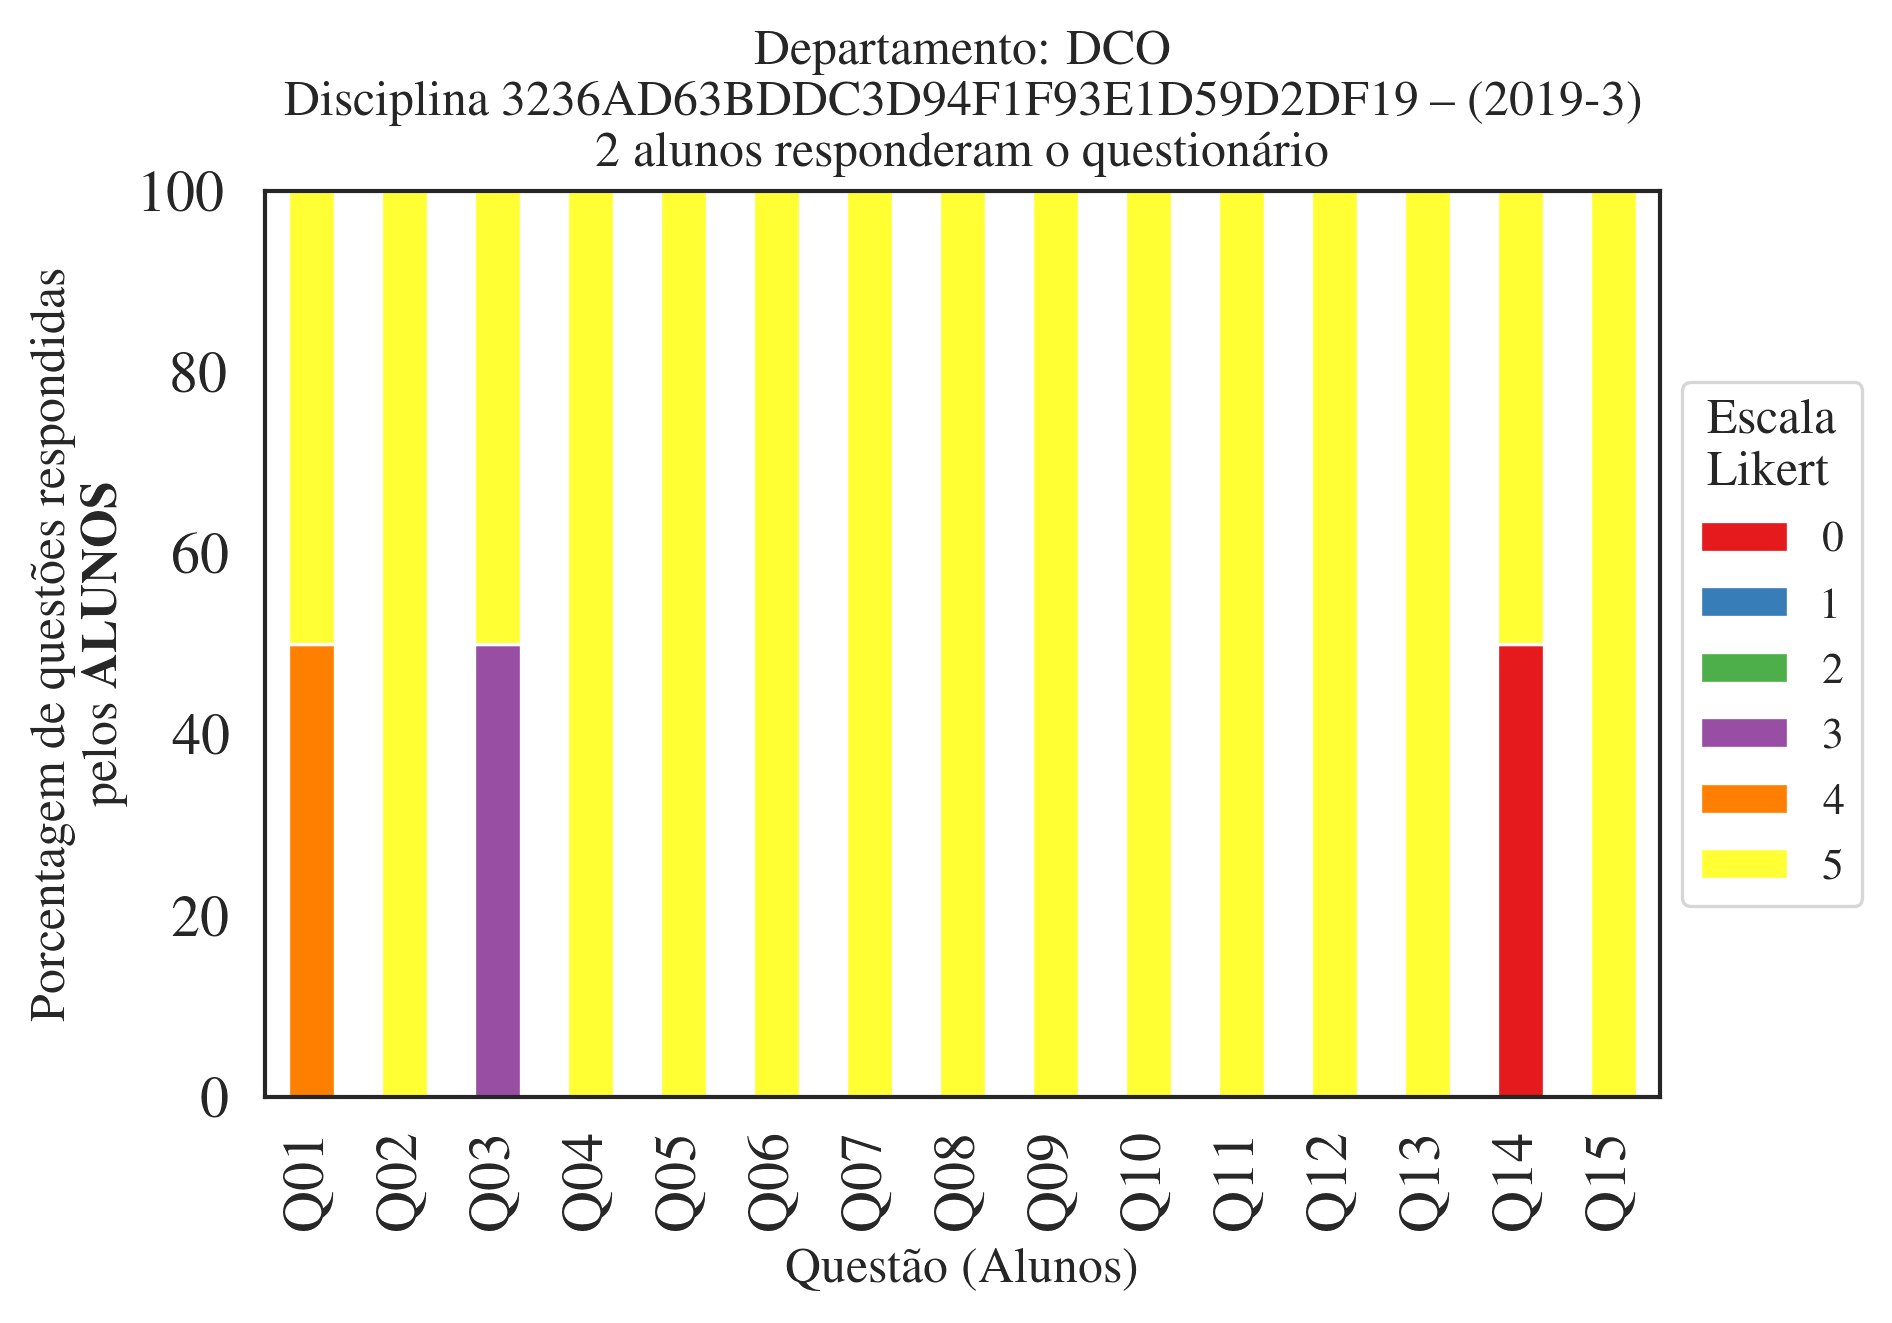 Departamento: DCO
Disciplina 3236AD63BDDC3D94F1F93E1D59D2DF19 – (2019-3)
2 alunos responderam o questionário
Porcentagem de questões respondidas
pelos ALUNOS
100
80
60
40
20
0
Q01
Q02
Q03
Q04
Q05
Q06
Q07
Q08
Q09
Q10
Q11
Q12
Q13
Q14
Q15
Questão (Alunos)
Escala
Likert
0
1
2
3
4
5